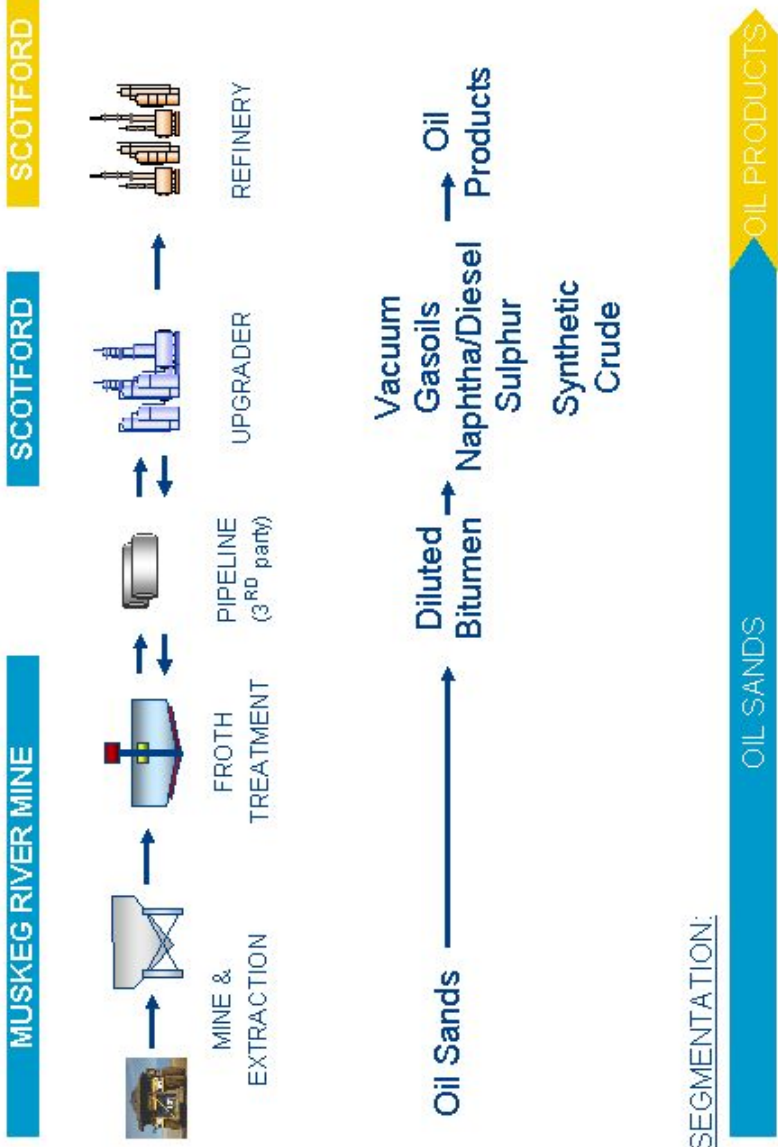 MUSKEG RIVER MINE
SCOTFORD
SCOTFORD
MINE &
EXTRACTION
FROTH
TREATMENT
PIPELINE
(3RD party)
UPGRADER
REFINERY
Oil Sands
Diluted
Bitumen
Vacuum
Gasoils
Naphtha/Diesel
Sulphur
Synthetic
Crude
Oil
Products
SEGMENTATION:
OIL SANDS
OIL PRODUCTS